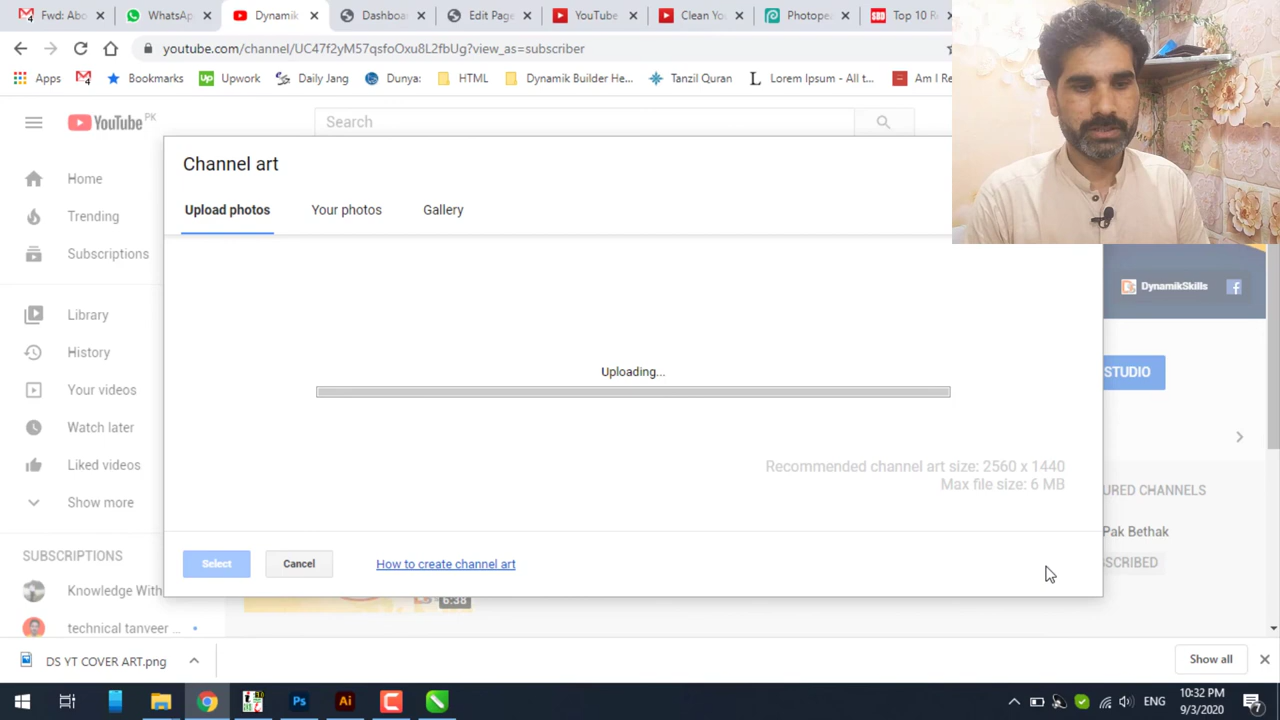 Fwd: Abo
WhatsA
Dynamik
Dashboa
Edit Page
YouTube
Clean Yo
Photope
Top 10 R
youtube.com/channel/UC47f2yM57qsfoOxu8L2fbUg?view_as=subscriber
Apps
Bookmarks
Upwork
Daily Jang
Dunya:
HTML
Dynamik Builder He...
Tanzil Quran
Lorem Ipsum - All t...
Am I Re
YouTube PK
Search
Channel art
Home
Upload photos
Your photos
Gallery
Trending
Subscriptions
DynamikSkills
Library
History
Uploading...
STUDIO
Your videos
Watch later
Liked videos
Recommended channel art size: 2560 x 1440
Max file size: 6 MB
URED CHANNELS
Show more
Pak Bethak
SUBSCRIPTIONS
Select
Cancel
How to create channel art
SCRIBED
Knowledge With
6:38
technical tanveer ...
DS YT COVER ART.png
Show all
Ps
Ai
ENG
10:32 PM
9/3/2020
7